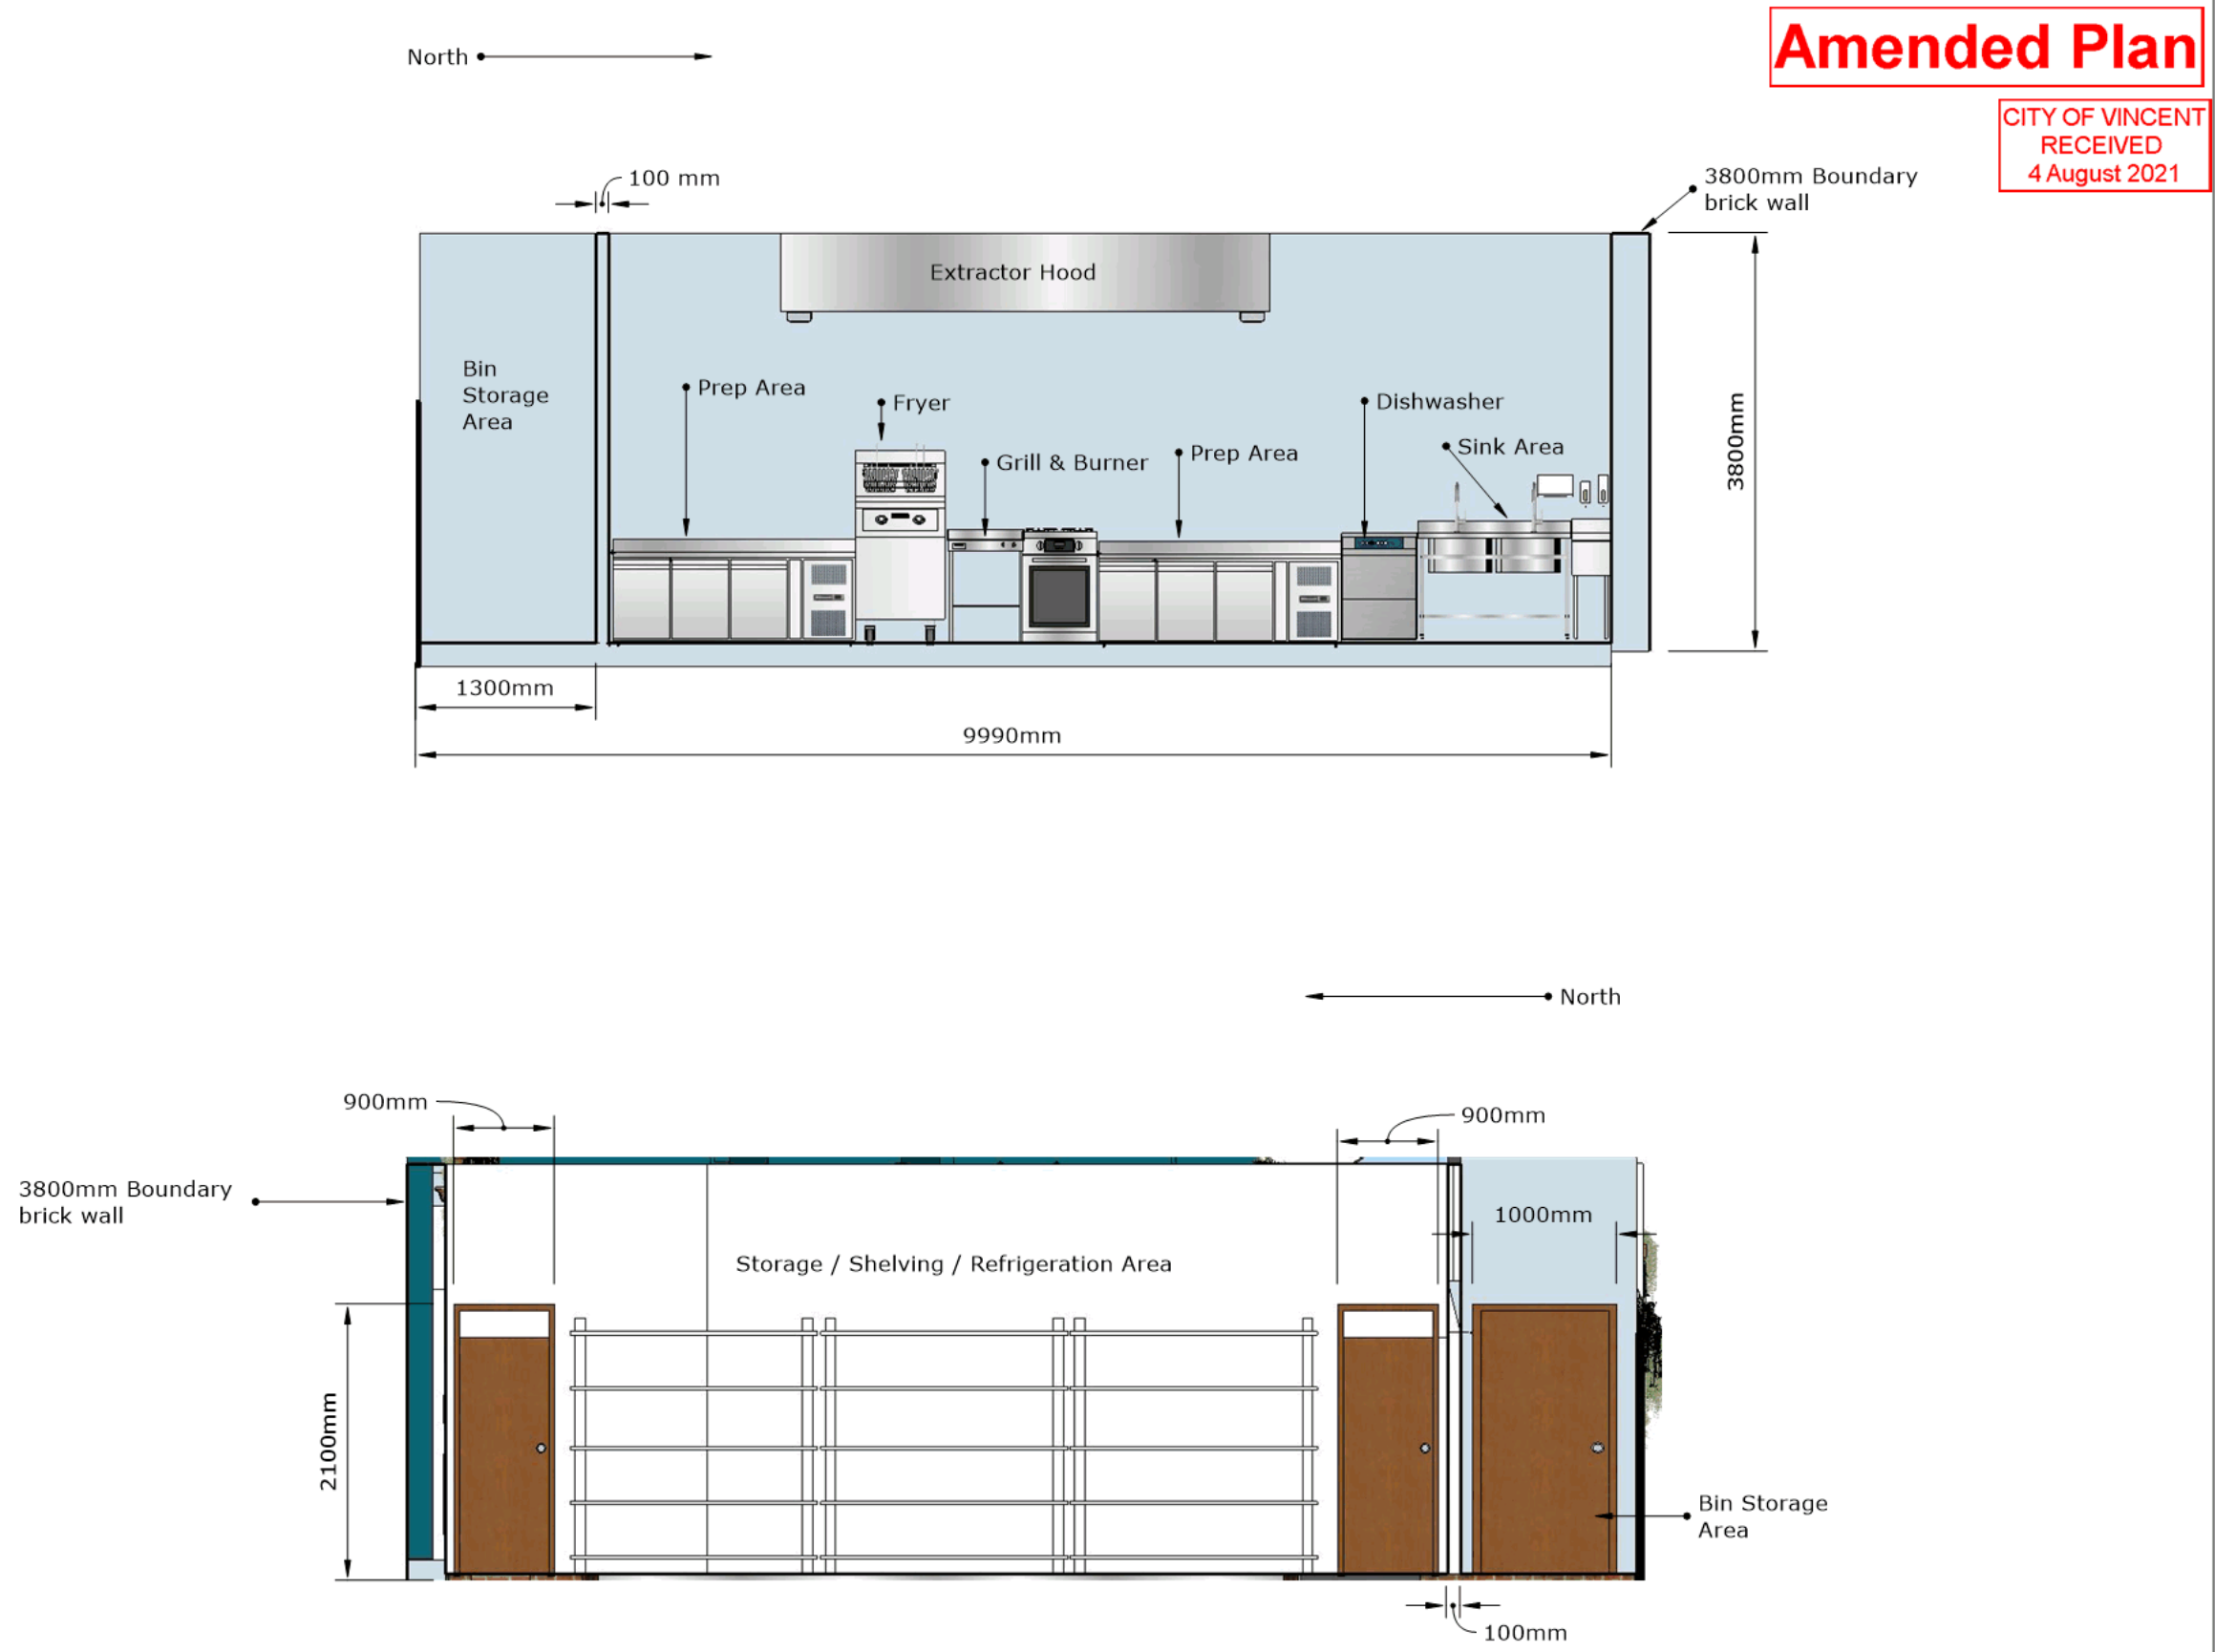 Amended Plan
CITY OF VINCENT
RECEIVED
4 August 2021
North
100 mm
3800mm Boundary
brick wall
Extractor Hood
Bin
Storage
Area
Prep Area
Fryer
Grill & Burner
Prep Area
Dishwasher
Sink Area
3800mm
1300mm
9990mm
North
900mm
900mm
3800mm Boundary
brick wall
1000mm
Storage / Shelving / Refrigeration Area
2100mm
Bin Storage
Area
100mm